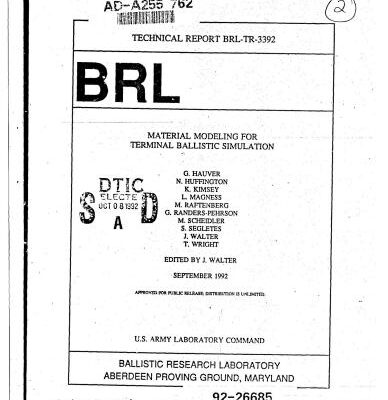 AD-A255 762
2
TECHNICAL REPORT BRL-TR-3392
BRL
MATERIAL MODELING FOR
TERMINAL BALLISTIC SIMULATION
G. HAUVER
N. HUFFINGTON
K. KIMSEY
L. MAGNESS
M. RAFTENBERG
G. RANDERS-PEHRSON
M. SCHEIDLER
S. SEGLETES
J. WALTER
T. WRIGHT
DTIC
ELECTE
OCT 08 1992
S D
A
EDITED BY J. WALTER
SEPTEMBER 1992
APPROVED FOR PUBLIC RELEASE; DISTRIBUTION IS UNLIMITED.
U.S. ARMY LABORATORY COMMAND
BALLISTIC RESEARCH LABORATORY
ABERDEEN PROVING GROUND, MARYLAND
92-26685